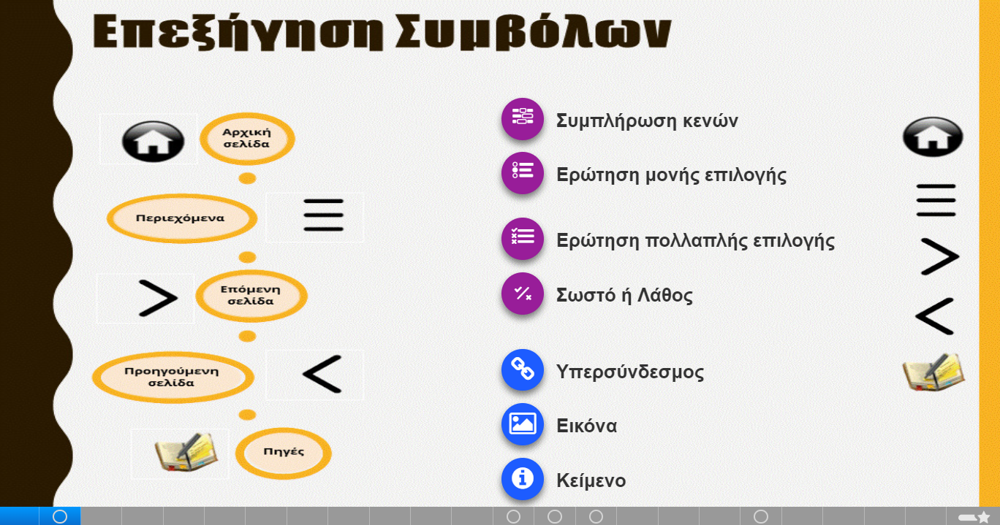 Επεξήγηση Συμβόλων
Αρχική
σελίδα
Περιεχόμενα
Επόμενη
σελίδα
Προηγούμενη
σελίδα
Πηγές
Συμπλήρωση κενών
Ερώτηση μονής επιλογής
Ερώτηση πολλαπλής επιλογής
Σωστό ή Λάθος
Υπερσύνδεσμος
Εικόνα
Κείμενο